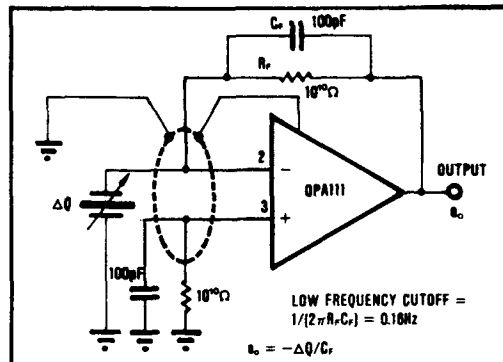 C_F 100pF
R_F
10¹⁰Ω
2 −
OPA111
3 +
OUTPUT
e_o
ΔQ
100pF
10¹⁰Ω
LOW FREQUENCY CUTOFF =
1/(2πR_FC_F) = 0.16Hz
e_o = −ΔQ/C_F